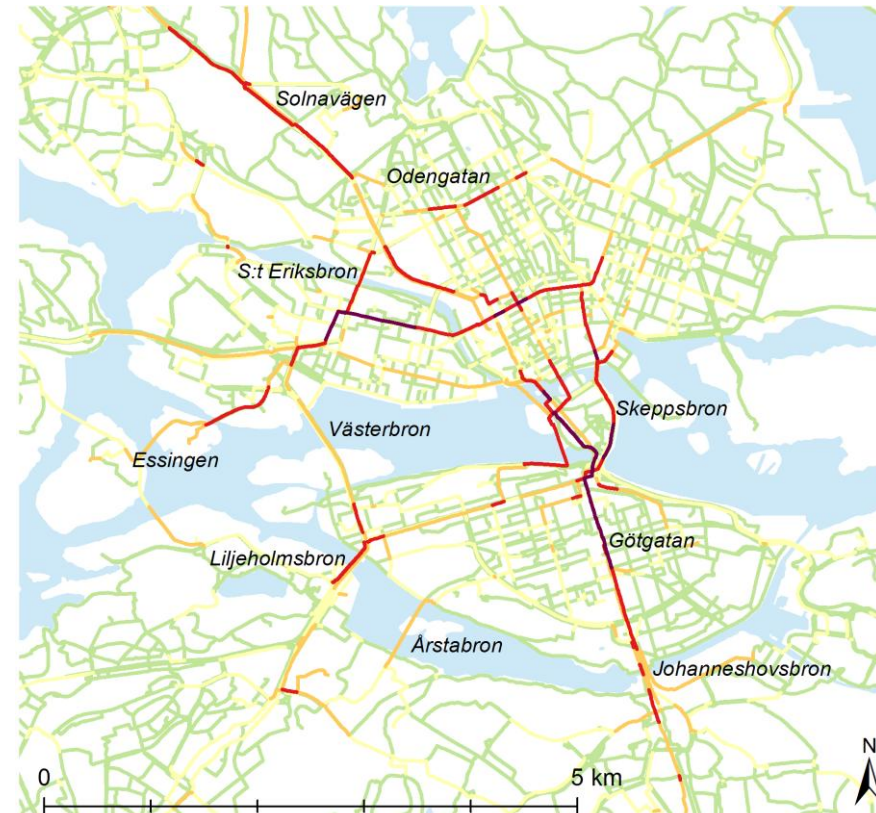 Solnavägen
Odengatan
S:t Eriksbron
Skeppsbron
Västerbron
Essingen
Götgatan
Liljeholmsbron
Årstabron
Johanneshovsbron
N
0
5 km